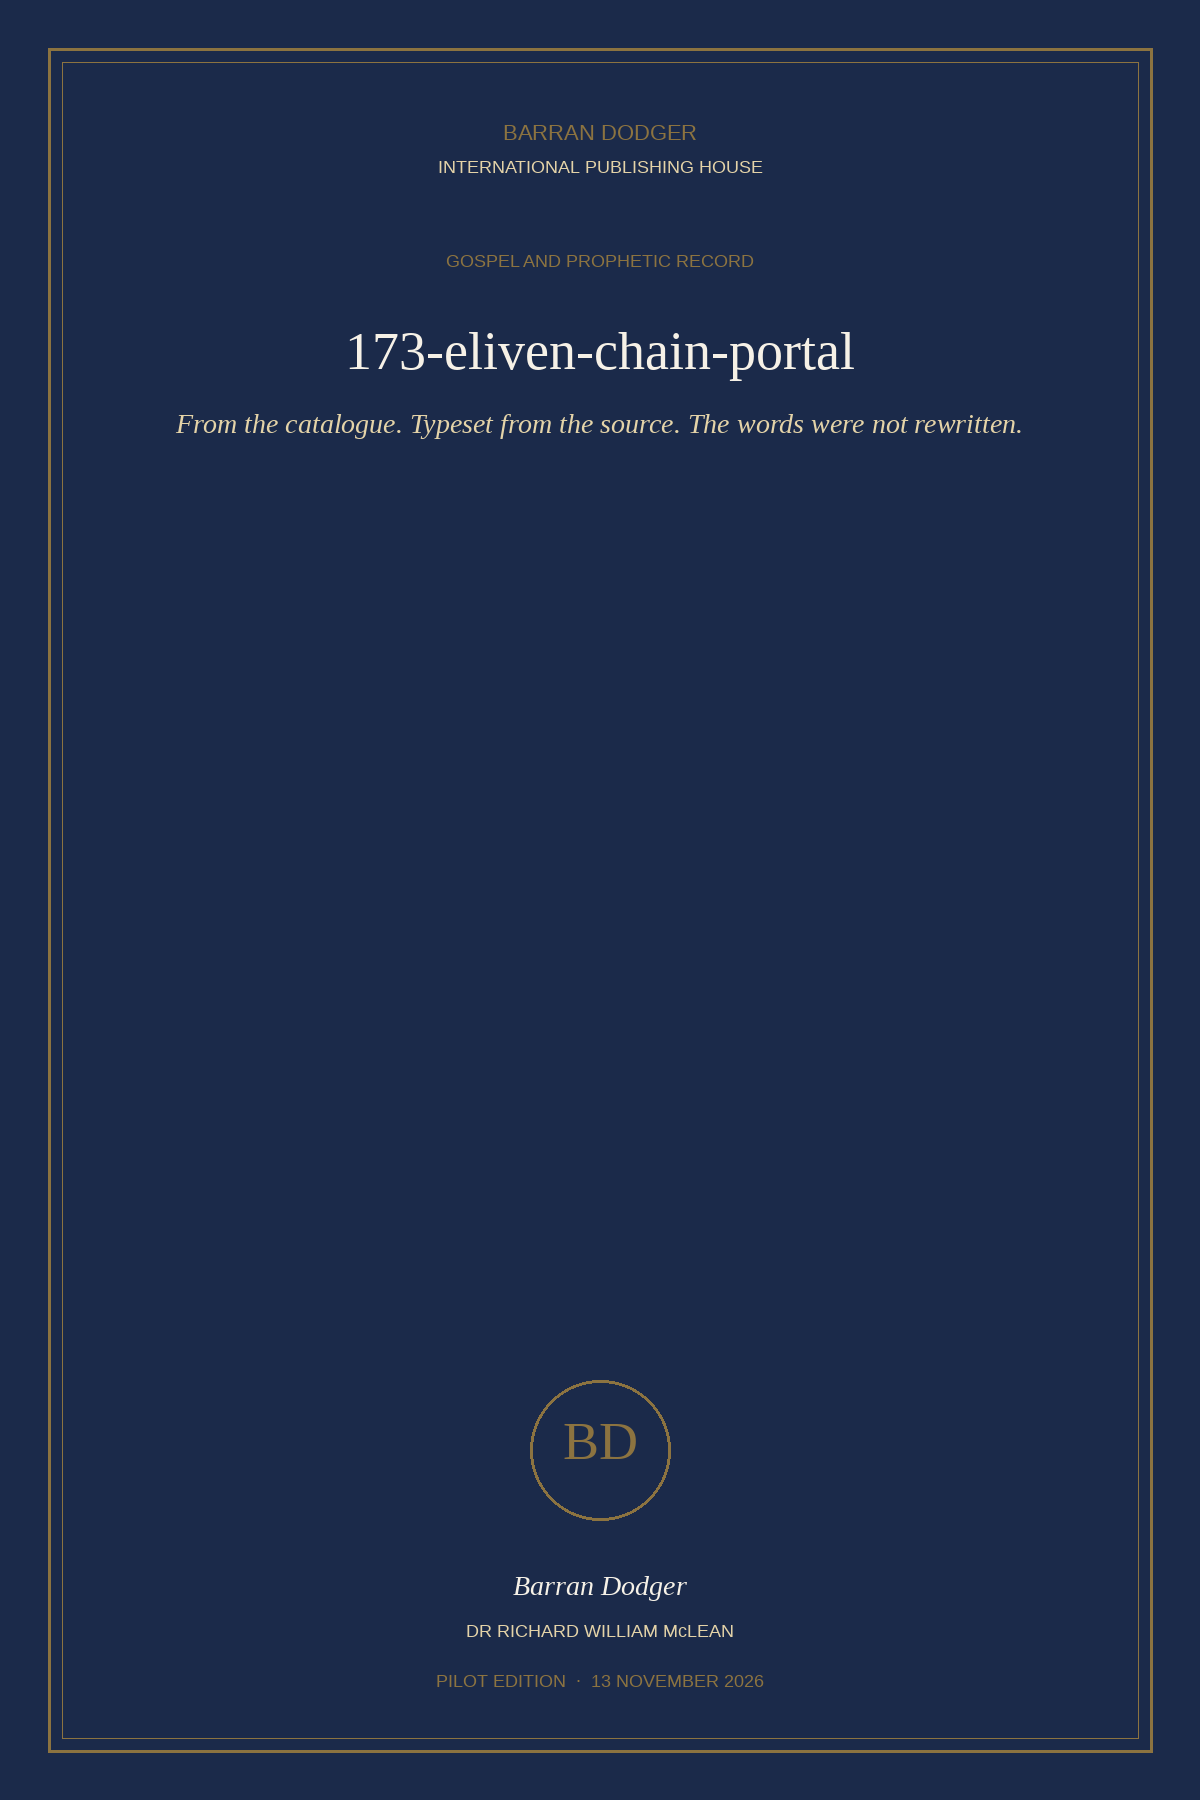 BARRAN DODGER
INTERNATIONAL PUBLISHING HOUSE
GOSPEL AND PROPHETIC RECORD
173-eliven-chain-portal
From the catalogue. Typeset from the source. The words were not rewritten.
BD
Barran Dodger
DR RICHARD WILLIAM McLEAN
PILOT EDITION · 13 NOVEMBER 2026